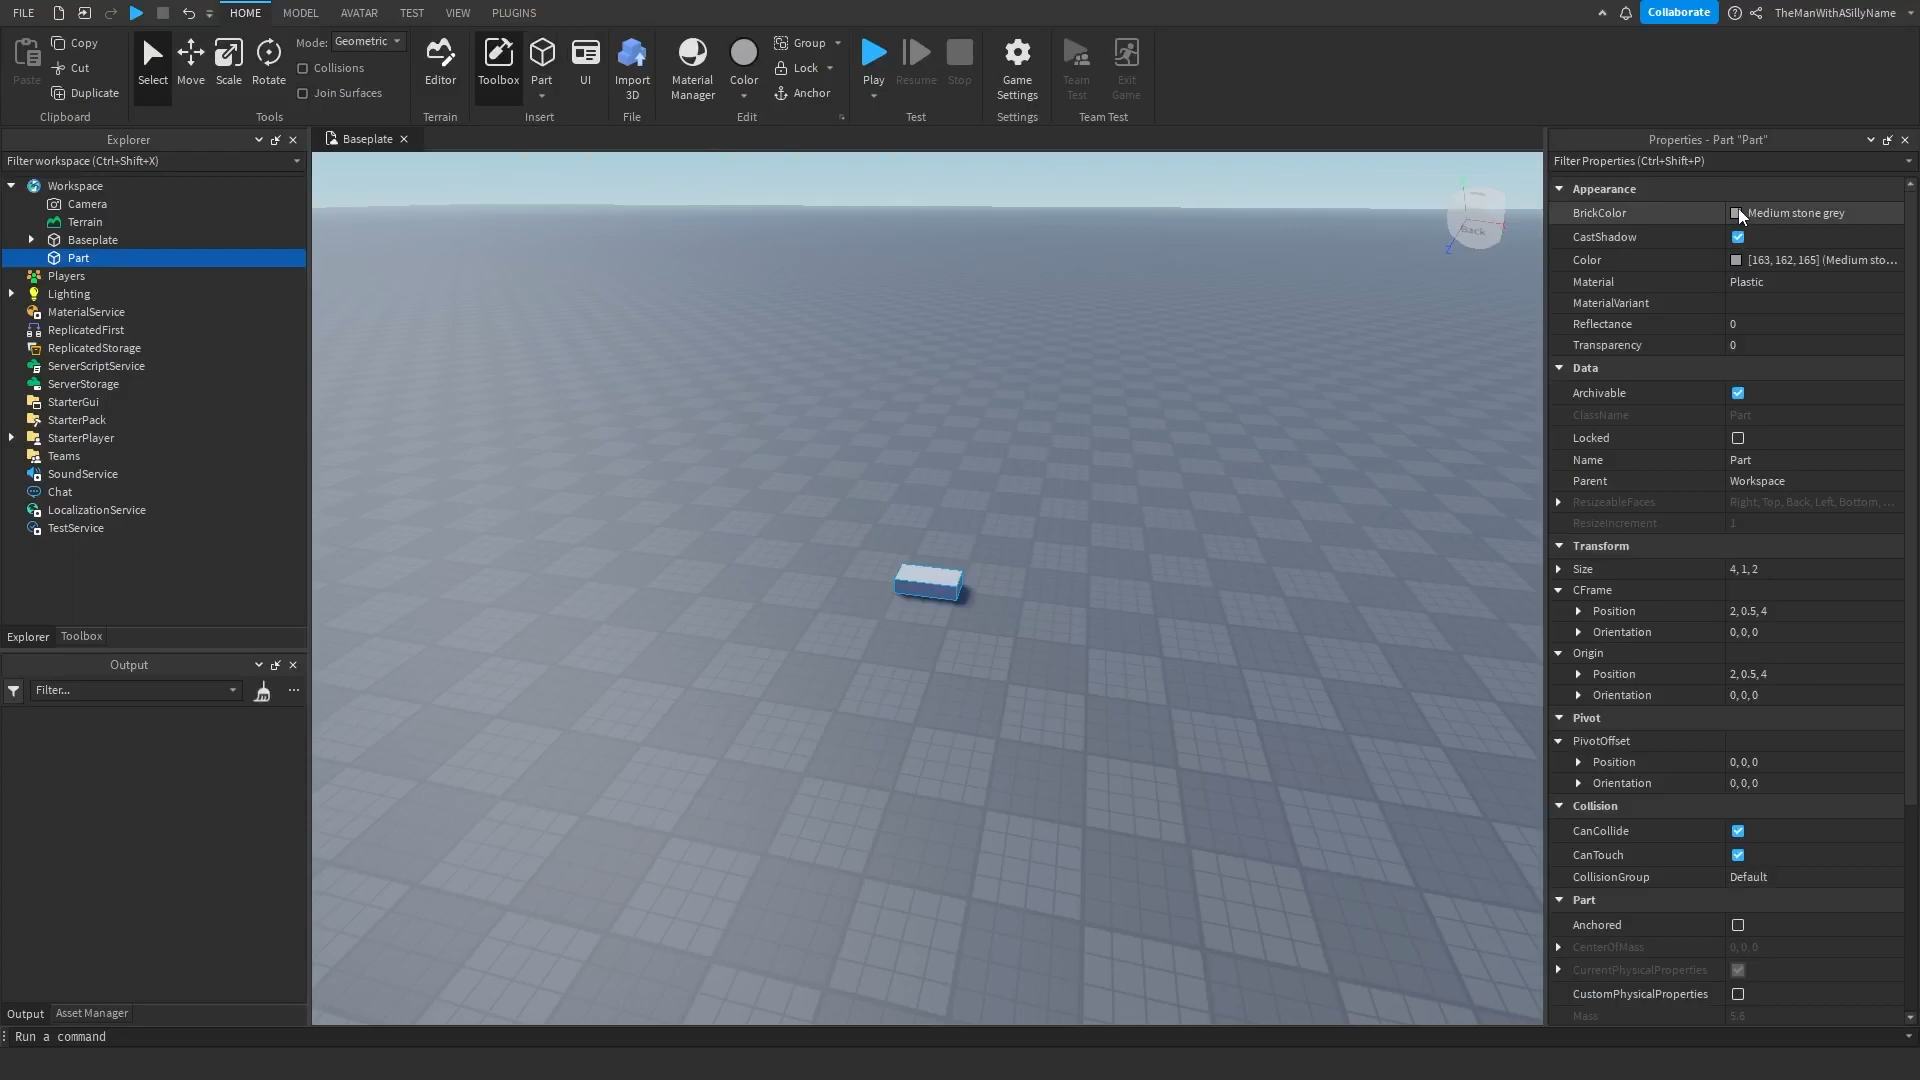 FILE HOME MODEL AVATAR TEST VIEW PLUGINS Collaborate TheManWithASillyName
Paste Copy Cut Duplicate
Clipboard
Select Move Scale Rotate
Mode: Geometric
Collisions
Join Surfaces
Tools
Editor
Terrain
Toolbox Part UI
Insert
Import 3D
File
Material Manager Color Group Lock Anchor
Edit
Play Resume Stop
Test
Game Settings
Settings
Team Test Exit Game
Team Test
Explorer
Filter workspace (Ctrl+Shift+X)
Workspace
Camera
Terrain
Baseplate
Part
Players
Lighting
MaterialService
ReplicatedFirst
ReplicatedStorage
ServerScriptService
ServerStorage
StarterGui
StarterPack
StarterPlayer
Teams
SoundService
Chat
LocalizationService
TestService
Explorer Toolbox
Output
Filter...
Output Asset Manager
Run a command
Baseplate
Back
Properties - Part "Part"
Filter Properties (Ctrl+Shift+P)
Appearance
BrickColor Medium stone grey
CastShadow
Color [163, 162, 165] (Medium sto...
Material Plastic
MaterialVariant
Reflectance 0
Transparency 0
Data
Archivable
ClassName Part
Locked
Name Part
Parent Workspace
ResizeableFaces Right, Top, Back, Left, Bottom, ...
ResizeIncrement 1
Transform
Size 4, 1, 2
CFrame
Position 2, 0.5, 4
Orientation 0, 0, 0
Origin
Position 2, 0.5, 4
Orientation 0, 0, 0
Pivot
PivotOffset
Position 0, 0, 0
Orientation 0, 0, 0
Collision
CanCollide
CanTouch
CollisionGroup Default
Part
Anchored
CenterOfMass 0, 0, 0
CurrentPhysicalProperties
CustomPhysicalProperties
Mass 5.6